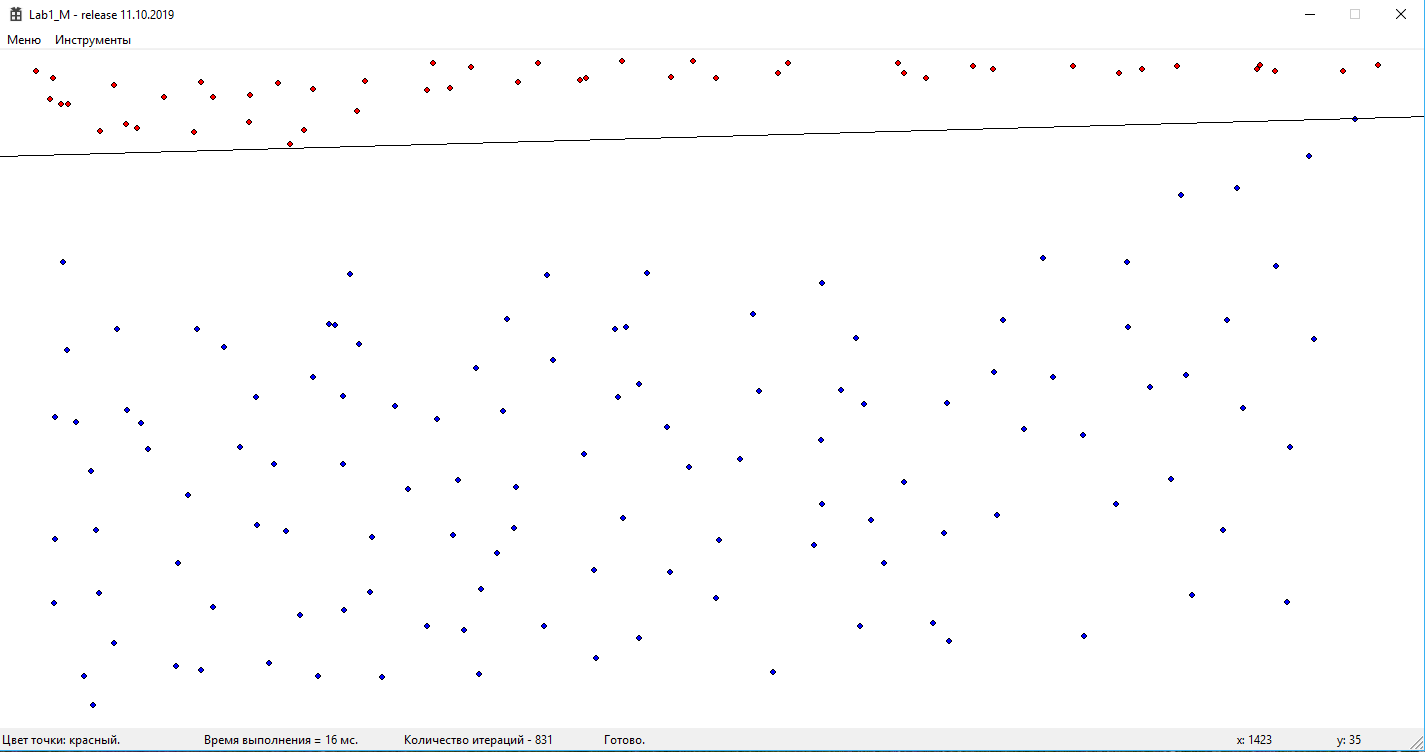 Lab1_M - release 11.10.2019
Меню Инструменты
Цвет точки: красный. Время выполнения = 16 мс. Количество итераций - 831 Готово. x: 1423 y: 35